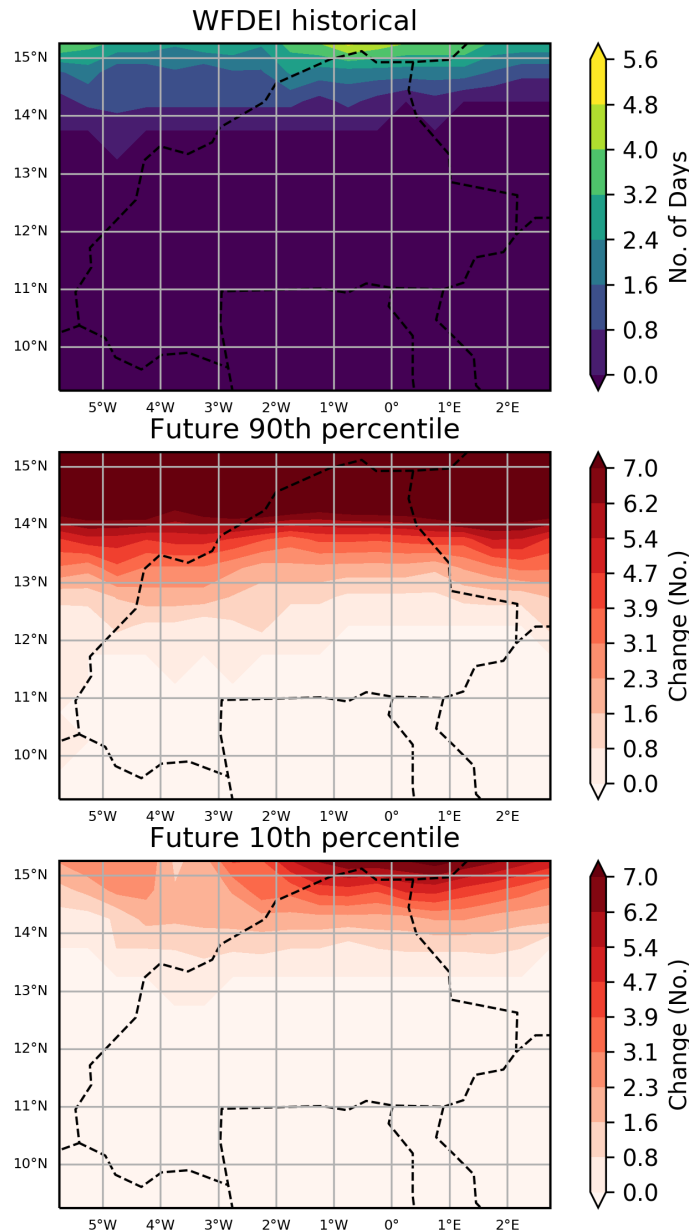 WFDEI historical
15°N
14°N
13°N
12°N
11°N
10°N
5°W 4°W 3°W 2°W 1°W 0° 1°E 2°E
5.6
4.8
4.0
3.2
2.4
1.6
0.8
0.0
No. of Days
Future 90th percentile
15°N
14°N
13°N
12°N
11°N
10°N
5°W 4°W 3°W 2°W 1°W 0° 1°E 2°E
7.0
6.2
5.4
4.7
3.9
3.1
2.3
1.6
0.8
0.0
Change (No.)
Future 10th percentile
15°N
14°N
13°N
12°N
11°N
10°N
5°W 4°W 3°W 2°W 1°W 0° 1°E 2°E
7.0
6.2
5.4
4.7
3.9
3.1
2.3
1.6
0.8
0.0
Change (No.)